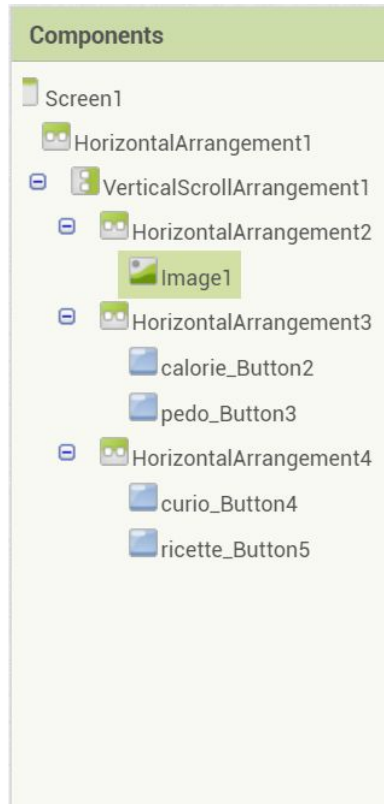 Components
Screen1
HorizontalArrangement1
VerticalScrollArrangement1
HorizontalArrangement2
Image1
HorizontalArrangement3
calorie_Button2
pedo_Button3
HorizontalArrangement4
curio_Button4
ricette_Button5